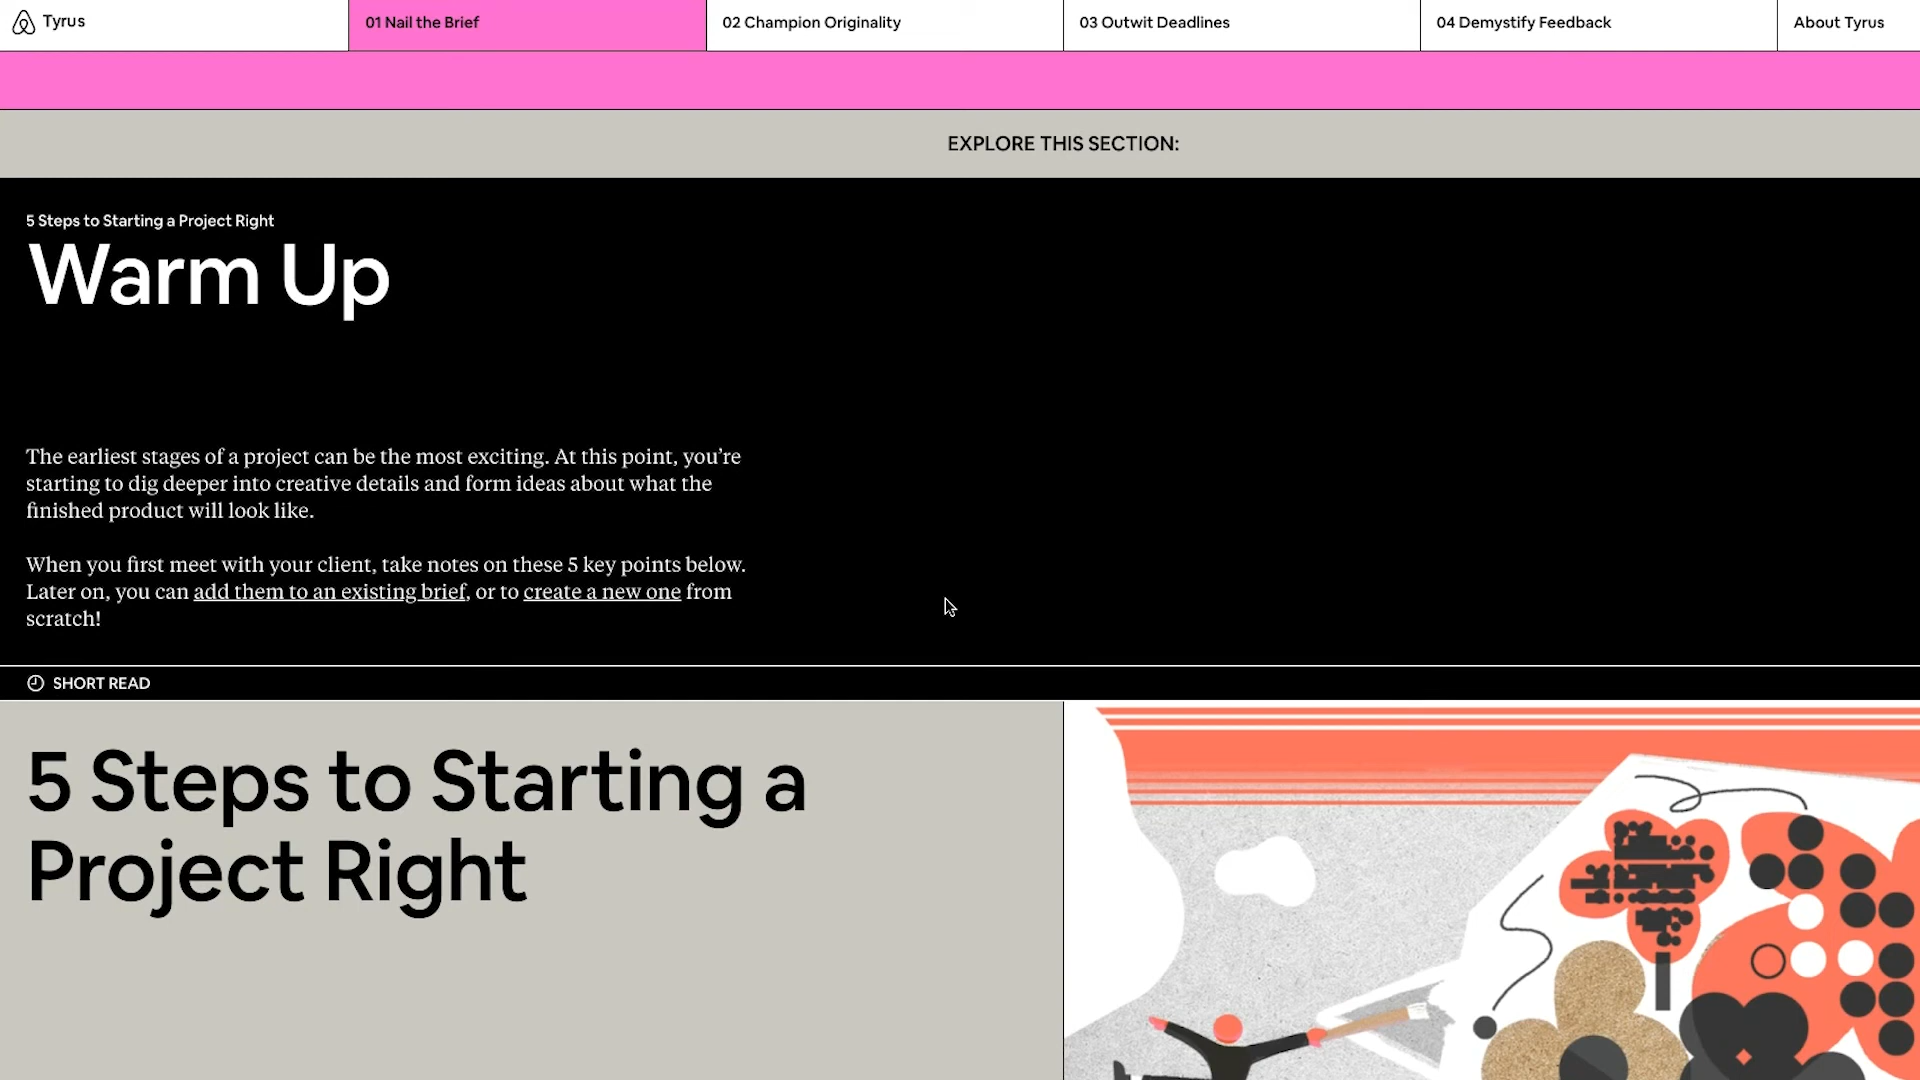 Tyrus
01 Nail the Brief
02 Champion Originality
03 Outwit Deadlines
04 Demystify Feedback
About Tyrus
EXPLORE THIS SECTION:
5 Steps to Starting a Project Right
Warm Up
The earliest stages of a project can be the most exciting. At this point, you’re
starting to dig deeper into creative details and form ideas about what the
finished product will look like.
When you first meet with your client, take notes on these 5 key points below.
Later on, you can add them to an existing brief, or to create a new one from
scratch!
SHORT READ
5 Steps to Starting a
Project Right